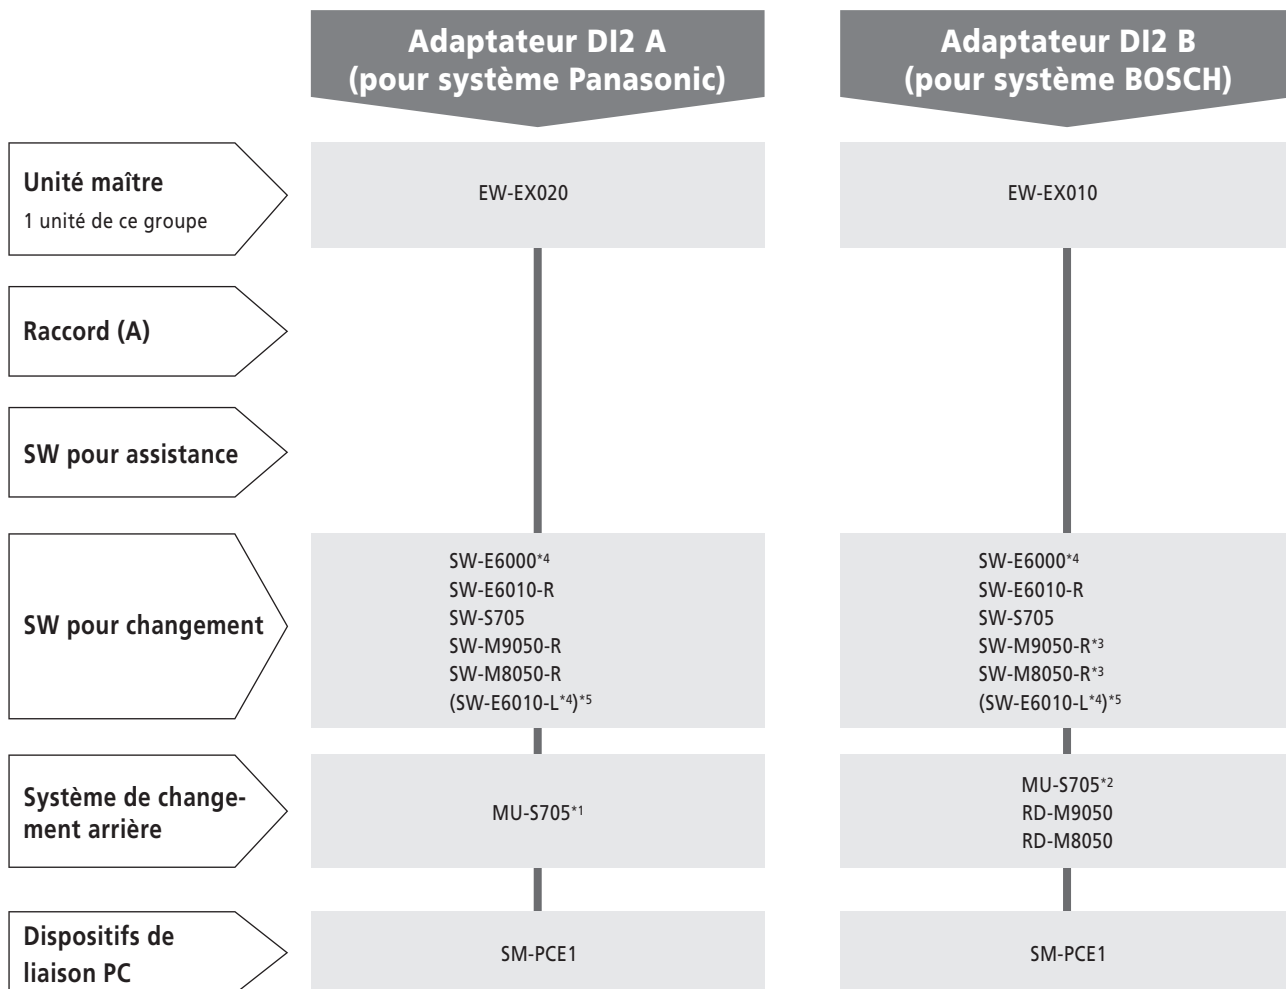 Adaptateur DI2 A
(pour système Panasonic)
Adaptateur DI2 B
(pour système BOSCH)
Unité maître
1 unité de ce groupe
EW-EX020
EW-EX010
Raccord (A)
SW pour assistance
SW pour changement
SW-E6000*4
SW-E6010-R
SW-S705
SW-M9050-R
SW-M8050-R
(SW-E6010-L*4)*5
SW-E6000*4
SW-E6010-R
SW-S705
SW-M9050-R*3
SW-M8050-R*3
(SW-E6010-L*4)*5
Système de change-
ment arrière
MU-S705*1
MU-S705*2
RD-M9050
RD-M8050
Dispositifs de
liaison PC
SM-PCE1
SM-PCE1